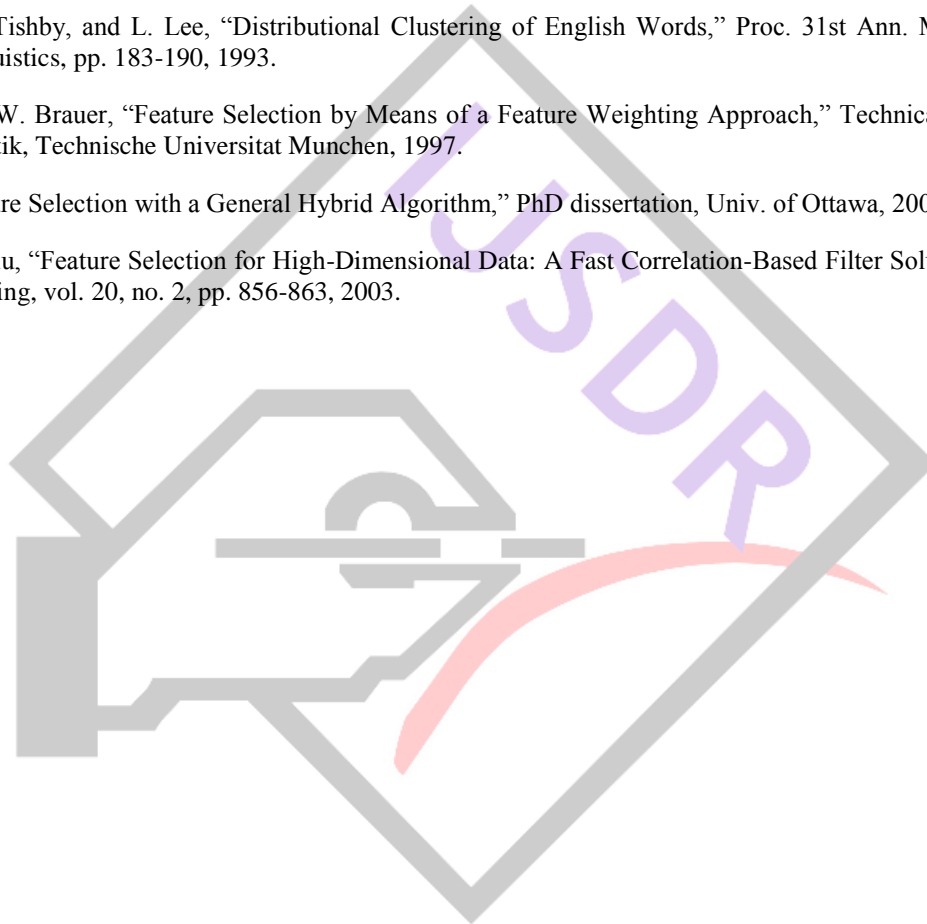 Tishby, and L. Lee, “Distributional Clustering of English Words,” Proc. 31st Ann. M
uistics, pp. 183-190, 1993.
W. Brauer, “Feature Selection by Means of a Feature Weighting Approach,” Technica
tik, Technische Universitat Munchen, 1997.
re Selection with a General Hybrid Algorithm,” PhD dissertation, Univ. of Ottawa, 200
u, “Feature Selection for High-Dimensional Data: A Fast Correlation-Based Filter Solu
ing, vol. 20, no. 2, pp. 856-863, 2003.
IJSDR